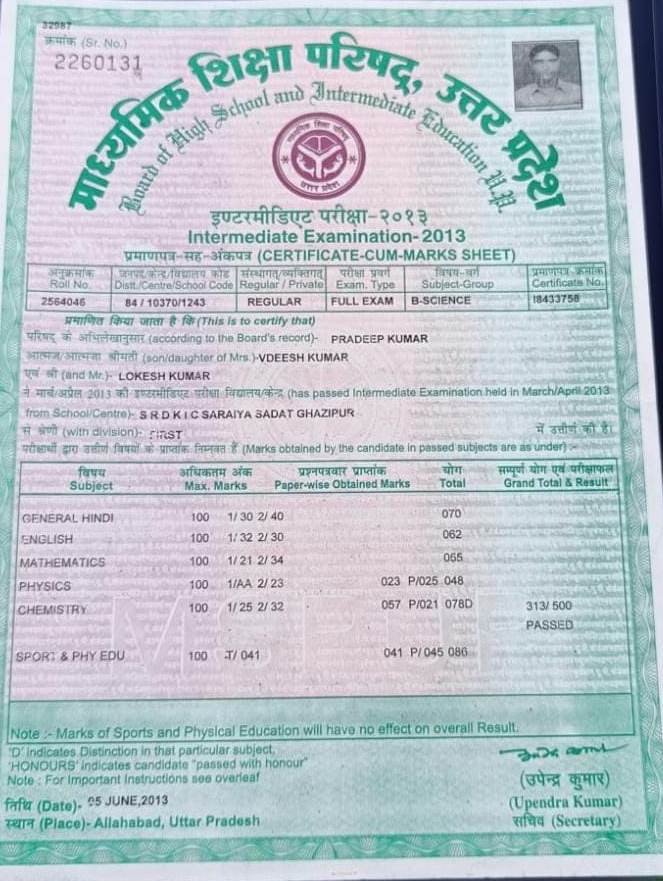 32987
क्रमांक (Sr. No.)
2260131
माध्यमिक शिक्षा परिषद्, उत्तर प्रदेश
Board of High School and Intermediate Education U.P.
माध्यमिक शिक्षा परिषद्
उत्तर प्रदेश
इण्टरमीडिएट परीक्षा-२०१३
Intermediate Examination-2013
प्रमाणपत्र-सह-अंकपत्र (CERTIFICATE-CUM-MARKS SHEET)
अनुक्रमांक जनपद/केन्द्र/विद्यालय कोड संस्थागत/व्यक्तिगत परीक्षा प्रवर्ग विषय-वर्ग प्रमाणपत्र क्रमांक
Roll No. Distt./Centre/School Code Regular / Private Exam. Type Subject-Group Certificate No.
2564046 84 / 10370/1243 REGULAR FULL EXAM B-SCIENCE 18433758
प्रमाणित किया जाता है कि (This is to certify that)
परिषद के अभिलेखानुसार (according to the Board's record)- PRADEEP KUMAR
आत्मज/आत्मजा श्रीमती (son/daughter of Mrs.)-VDEESH KUMAR
एवं श्री (and Mr.)- LOKESH KUMAR
ने मार्च/अप्रैल 2013 की इण्टरमीडिएट परीक्षा विद्यालय/केन्द्र (has passed Intermediate Examination held in March/April 2013
from School/Centre)- S R D K I C SARAIYA SADAT GHAZIPUR
से श्रेणी (with division)- FIRST में उत्तीर्ण की है।
परीक्षार्थी द्वारा उत्तीर्ण विषयों के प्राप्तांक निम्नवत हैं (Marks obtained by the candidate in passed subjects are as under) :-
विषय अधिकतम अंक प्रश्नपत्रवार प्राप्तांक योग सम्पूर्ण योग एवं परीक्षाफल
Subject Max. Marks Paper-wise Obtained Marks Total Grand Total & Result
GENERAL HINDI 100 1/30 2/40 070
ENGLISH 100 1/32 2/30 062
MATHEMATICS 100 1/21 2/34 055
PHYSICS 100 1/AA 2/23 023 P/025 048
CHEMISTRY 100 1/25 2/32 057 P/021 078D 313/500
PASSED
SPORT & PHY EDU 100 T/041 041 P/045 086
Note :- Marks of Sports and Physical Education will have no effect on overall Result.
'D' indicates Distinction in that particular subject.
'HONOURS' indicates candidate "passed with honour"
Note : For Important Instructions see overleaf
(उपेन्द्र कुमार)
तिथि (Date)- 05 JUNE,2013
(Upendra Kumar)
स्थान (Place)- Allahabad, Uttar Pradesh
सचिव (Secretary)